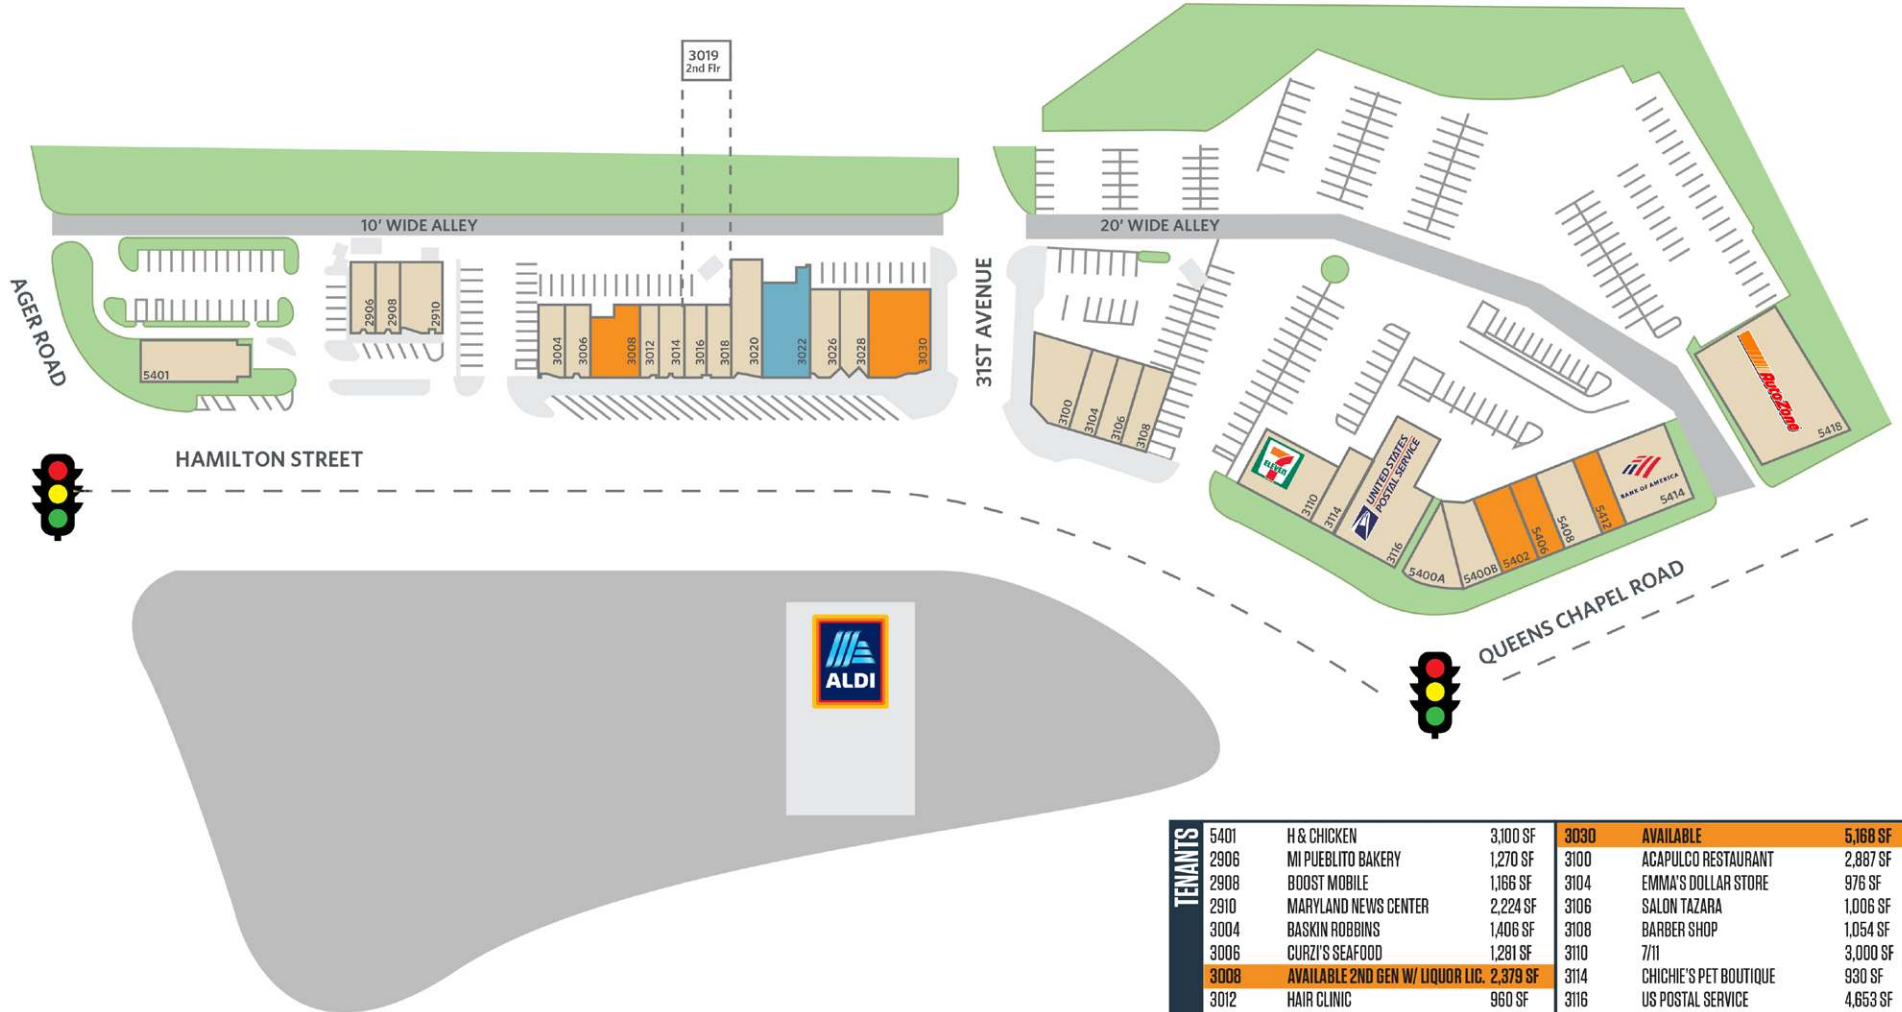 3019
2nd Flr
10' WIDE ALLEY
20' WIDE ALLEY
AGER ROAD
31ST AVENUE
HAMILTON STREET
QUEENS CHAPEL ROAD
5401
2906
2908
2910
3004
3006
3008
3012
3014
3016
3018
3020
3022
3026
3028
3030
3100
3104
3106
3108
7
ELEVEN
3110
3114
UNITED STATES
POSTAL SERVICE
3116
5400A
5400B
5402
5406
5408
5412
BANK OF AMERICA
5414
AutoZone
5418
ALDI
TENANTS
5401 H & CHICKEN 3,100 SF
2906 MI PUEBLITO BAKERY 1,270 SF
2908 BOOST MOBILE 1,166 SF
2910 MARYLAND NEWS CENTER 2,224 SF
3004 BASKIN ROBBINS 1,406 SF
3006 CURZI'S SEAFOOD 1,281 SF
3008 AVAILABLE 2ND GEN W/ LIQUOR LIC. 2,379 SF
3012 HAIR CLINIC 960 SF
3030 AVAILABLE 5,168 SF
3100 ACAPULCO RESTAURANT 2,887 SF
3104 EMMA'S DOLLAR STORE 976 SF
3106 SALON TAZARA 1,006 SF
3108 BARBER SHOP 1,054 SF
3110 7/11 3,000 SF
3114 CHICHIE'S PET BOUTIQUE 930 SF
3116 US POSTAL SERVICE 4,653 SF